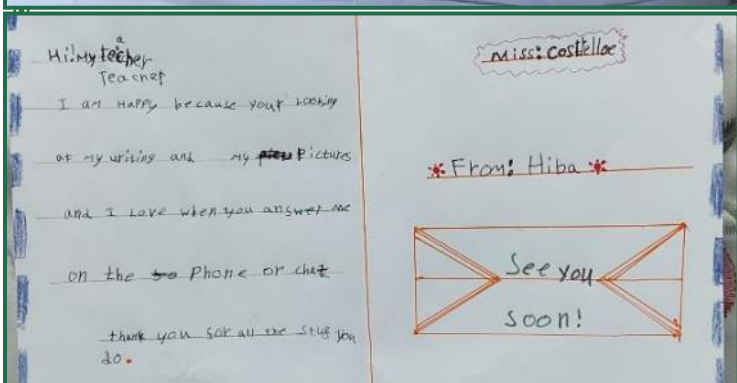 Hi! My teacher
Teacher
I am Happy because your Looking
at my writing and my Pictures
and I Love when you answer me
on the Phone or chat
thank you for all the stuf you
do.
Miss: Costelloe
From: Hiba
See you
Soon!